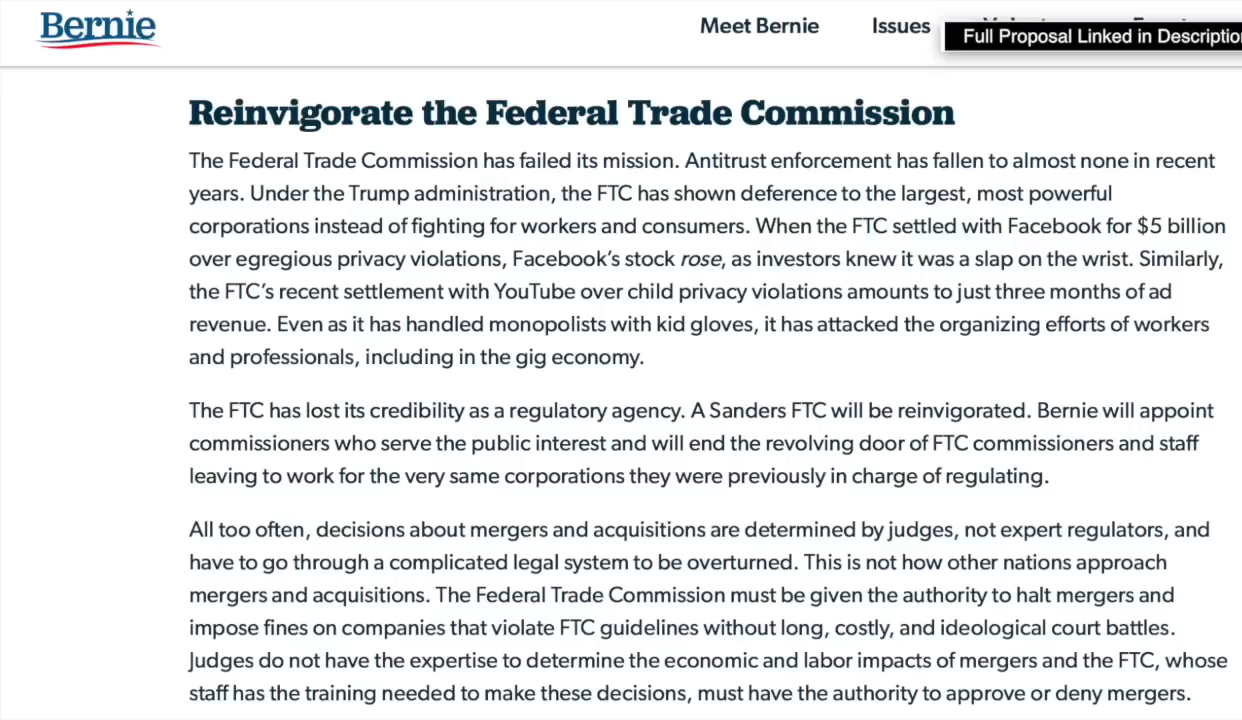 Bernie
Meet Bernie Issues
Full Proposal Linked in Description
Reinvigorate the Federal Trade Commission
The Federal Trade Commission has failed its mission. Antitrust enforcement has fallen to almost none in recent
years. Under the Trump administration, the FTC has shown deference to the largest, most powerful
corporations instead of fighting for workers and consumers. When the FTC settled with Facebook for $5 billion
over egregious privacy violations, Facebook’s stock rose, as investors knew it was a slap on the wrist. Similarly,
the FTC’s recent settlement with YouTube over child privacy violations amounts to just three months of ad
revenue. Even as it has handled monopolists with kid gloves, it has attacked the organizing efforts of workers
and professionals, including in the gig economy.
The FTC has lost its credibility as a regulatory agency. A Sanders FTC will be reinvigorated. Bernie will appoint
commissioners who serve the public interest and will end the revolving door of FTC commissioners and staff
leaving to work for the very same corporations they were previously in charge of regulating.
All too often, decisions about mergers and acquisitions are determined by judges, not expert regulators, and
have to go through a complicated legal system to be overturned. This is not how other nations approach
mergers and acquisitions. The Federal Trade Commission must be given the authority to halt mergers and
impose fines on companies that violate FTC guidelines without long, costly, and ideological court battles.
Judges do not have the expertise to determine the economic and labor impacts of mergers and the FTC, whose
staff has the training needed to make these decisions, must have the authority to approve or deny mergers.